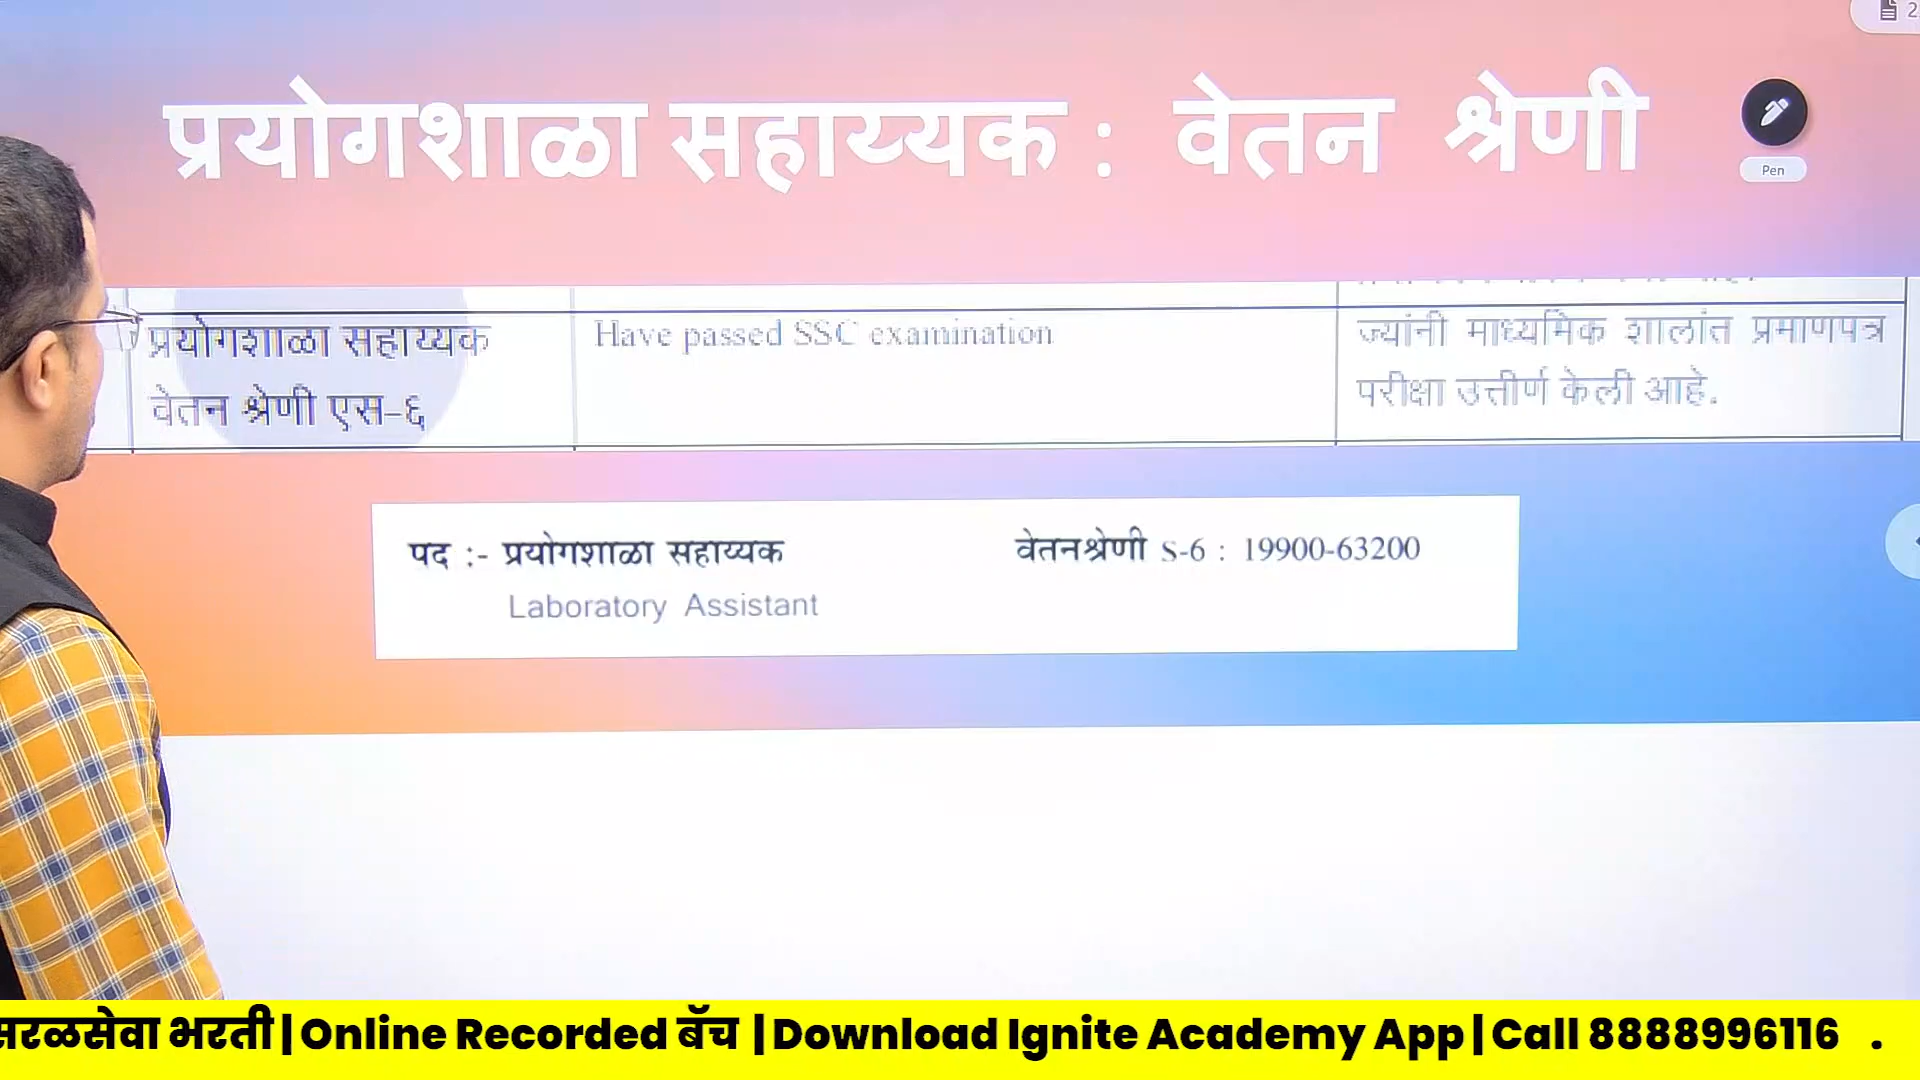 2
प्रयोगशाळा सहाय्यक : वेतन श्रेणी
Pen
प्रयोगशाळा सहाय्यक
वेतन श्रेणी एस-६
Have passed SSC examination
ज्यांनी माध्यमिक शालांत प्रमाणपत्र
परीक्षा उत्तीर्ण केली आहे.
पद :- प्रयोगशाळा सहाय्यक वेतनश्रेणी S-6 : 19900-63200
Laboratory Assistant
सरळसेवा भरती | Online Recorded बॅच | Download Ignite Academy App | Call 8888996116 .